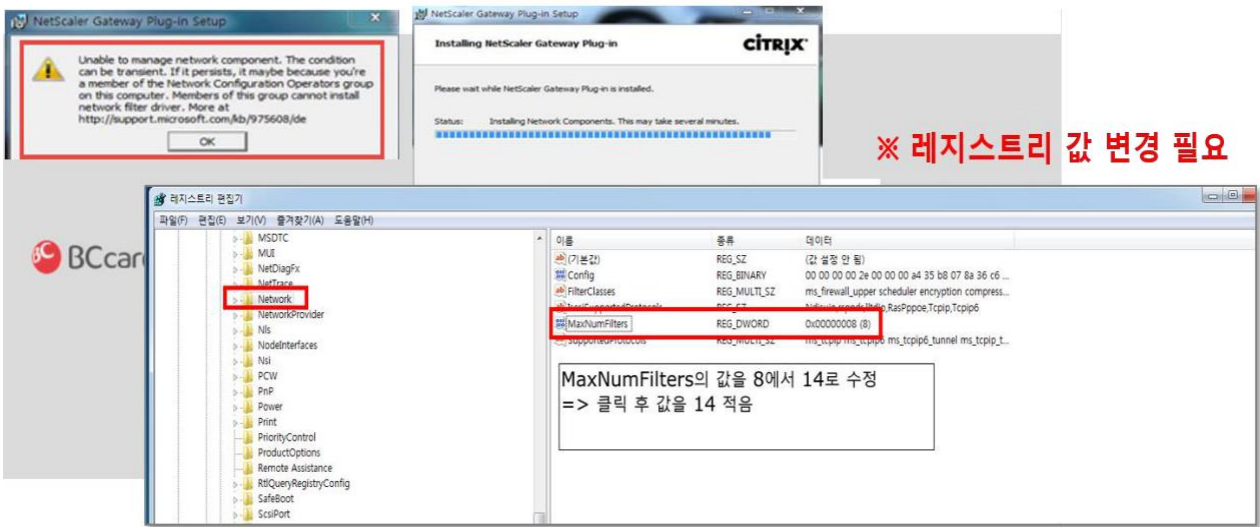 NetScaler Gateway Plug-in Setup
Unable to manage network component. The condition
can be transient. If it persists, it maybe because you're
a member of the Network Configuration Operators group
on this computer. Members of this group cannot install
network filter driver. More at
http://support.microsoft.com/kb/975608/de
OK
NetScaler Gateway Plug-in Setup
Installing NetScaler Gateway Plug-in
CITRIX
Please wait while NetScaler Gateway Plug-in is installed.
Status: Installing Network Components. This may take several minutes.
※ 레지스트리 값 변경 필요
BCcar
레지스트리 편집기
파일(F) 편집(E) 보기(V) 즐겨찾기(A) 도움말(H)
MSDTC
MUI
NetDiagFx
NetTrace
Network
NetworkProvider
Nls
NodeInterfaces
Nsi
PCW
PnP
Power
Print
PriorityControl
ProductOptions
Remote Assistance
RtlQueryRegistryConfig
SafeBoot
ScsiPort
이름 종류 데이터
(기본값) REG_SZ (값 설정 안 됨)
Config REG_BINARY 00 00 00 00 2e 00 00 00 a4 35 b8 07 8a 36 c6 ...
FilterClasses REG_MULTI_SZ ms_firewall_upper scheduler encryption compress...
REG_SZ RasPppoe,Tcpip,Tcpip6
MaxNumFilters REG_DWORD 0x00000008 (8)
SupportedProtocols REG_MULTI_SZ ms_tcpip ms_tcpip6 ms_tcpip6_tunnel ms_tcpip_t...
MaxNumFilters의 값을 8에서 14로 수정
=> 클릭 후 값을 14 적음